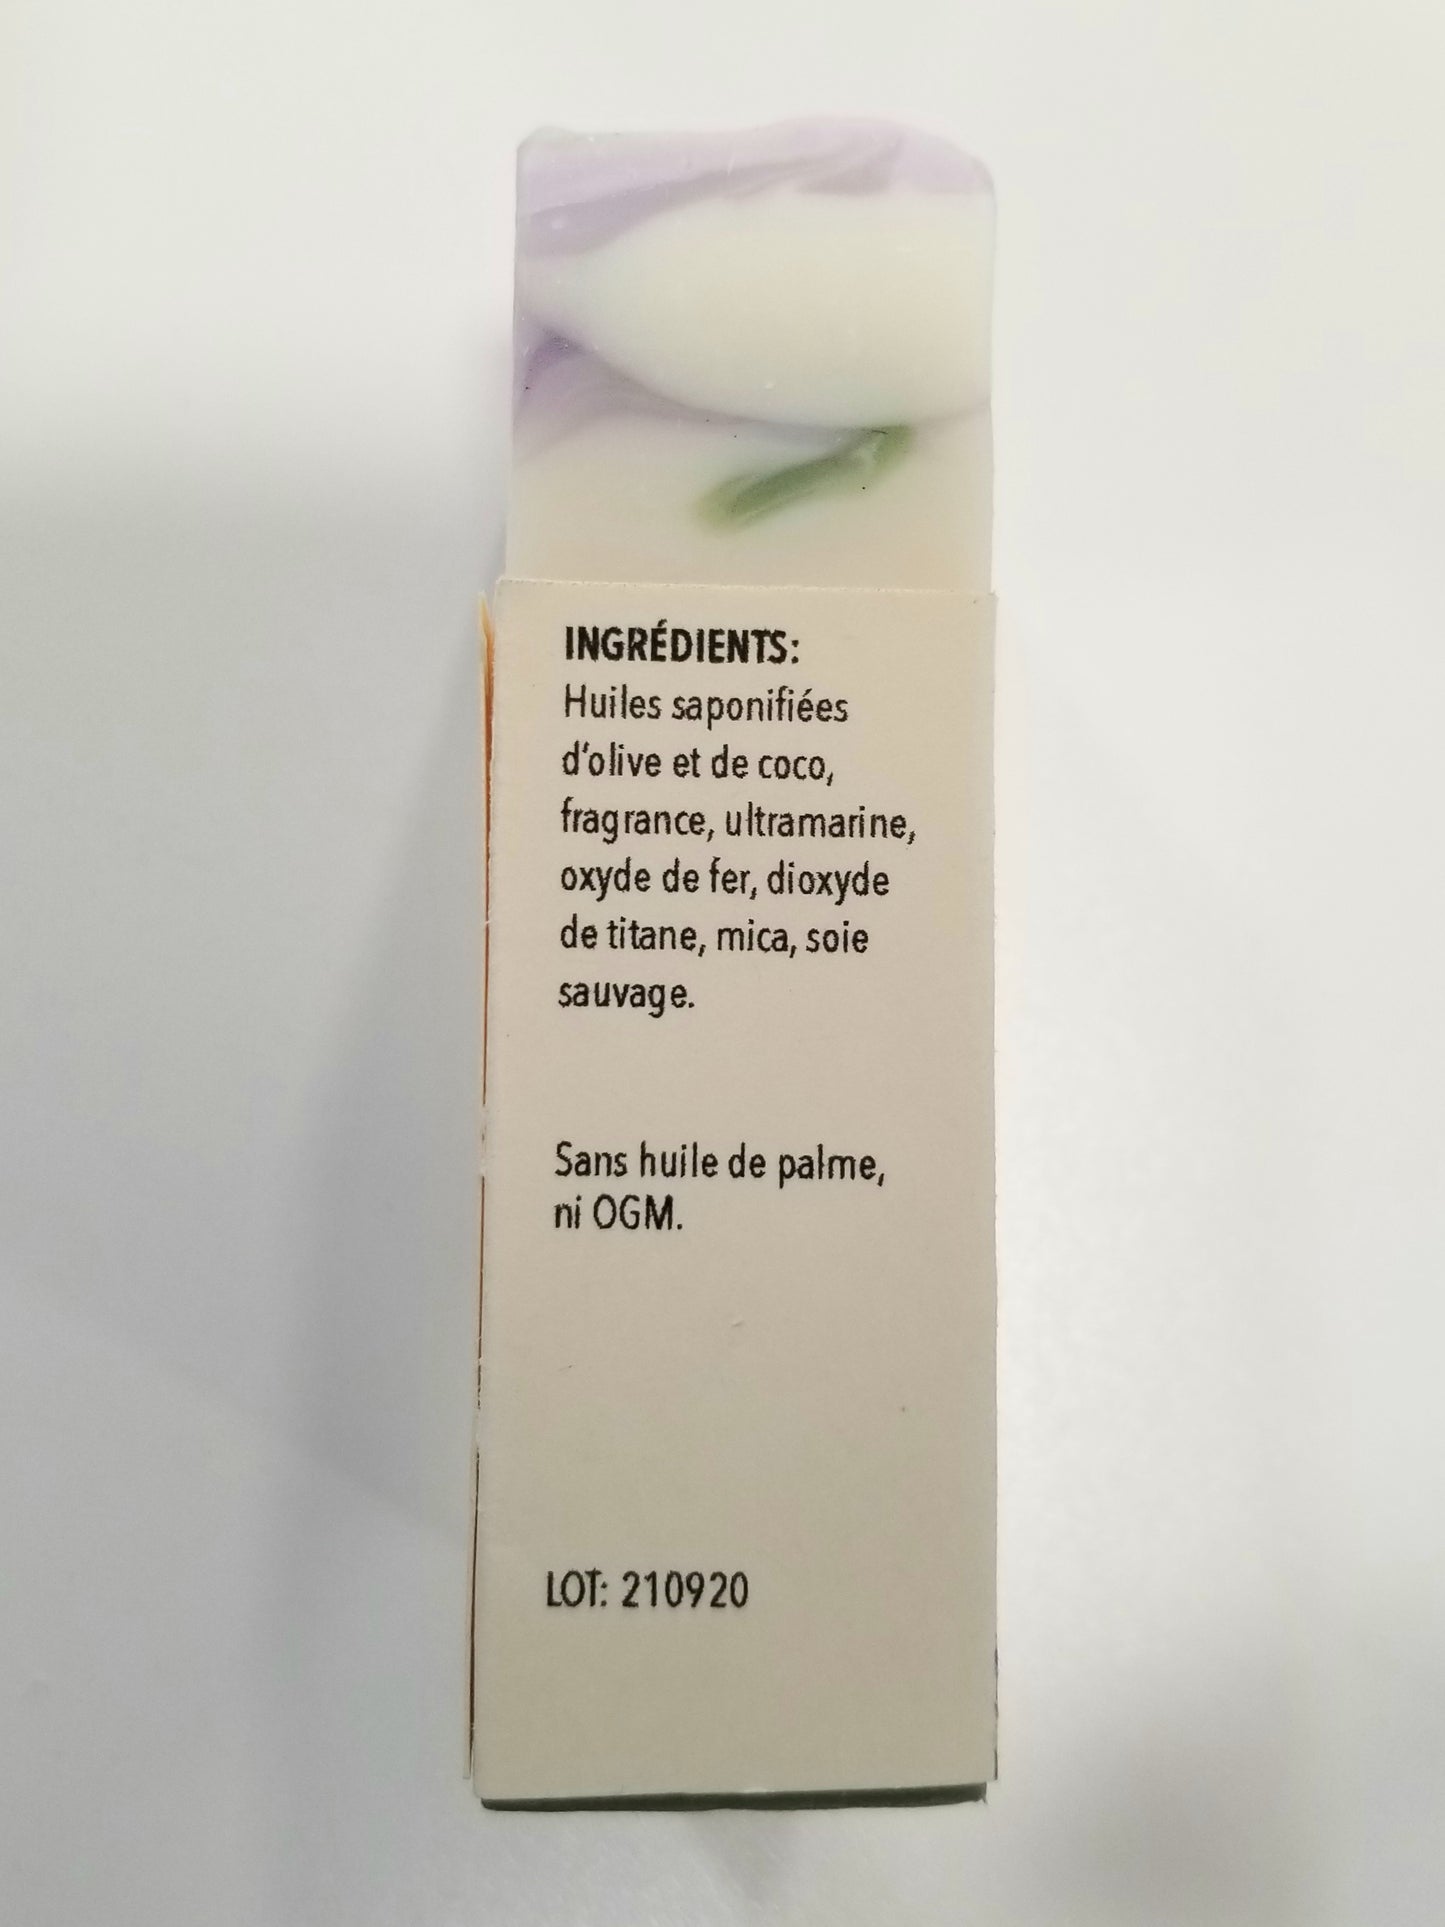 INGRÉDIENTS:
Huiles saponifiées
d'olive et de coco,
fragrance, ultramarine,
oxyde de fer, dioxyde
de titane, mica, soie
sauvage.
Sans huile de palme,
ni OGM.
LOT: 210920